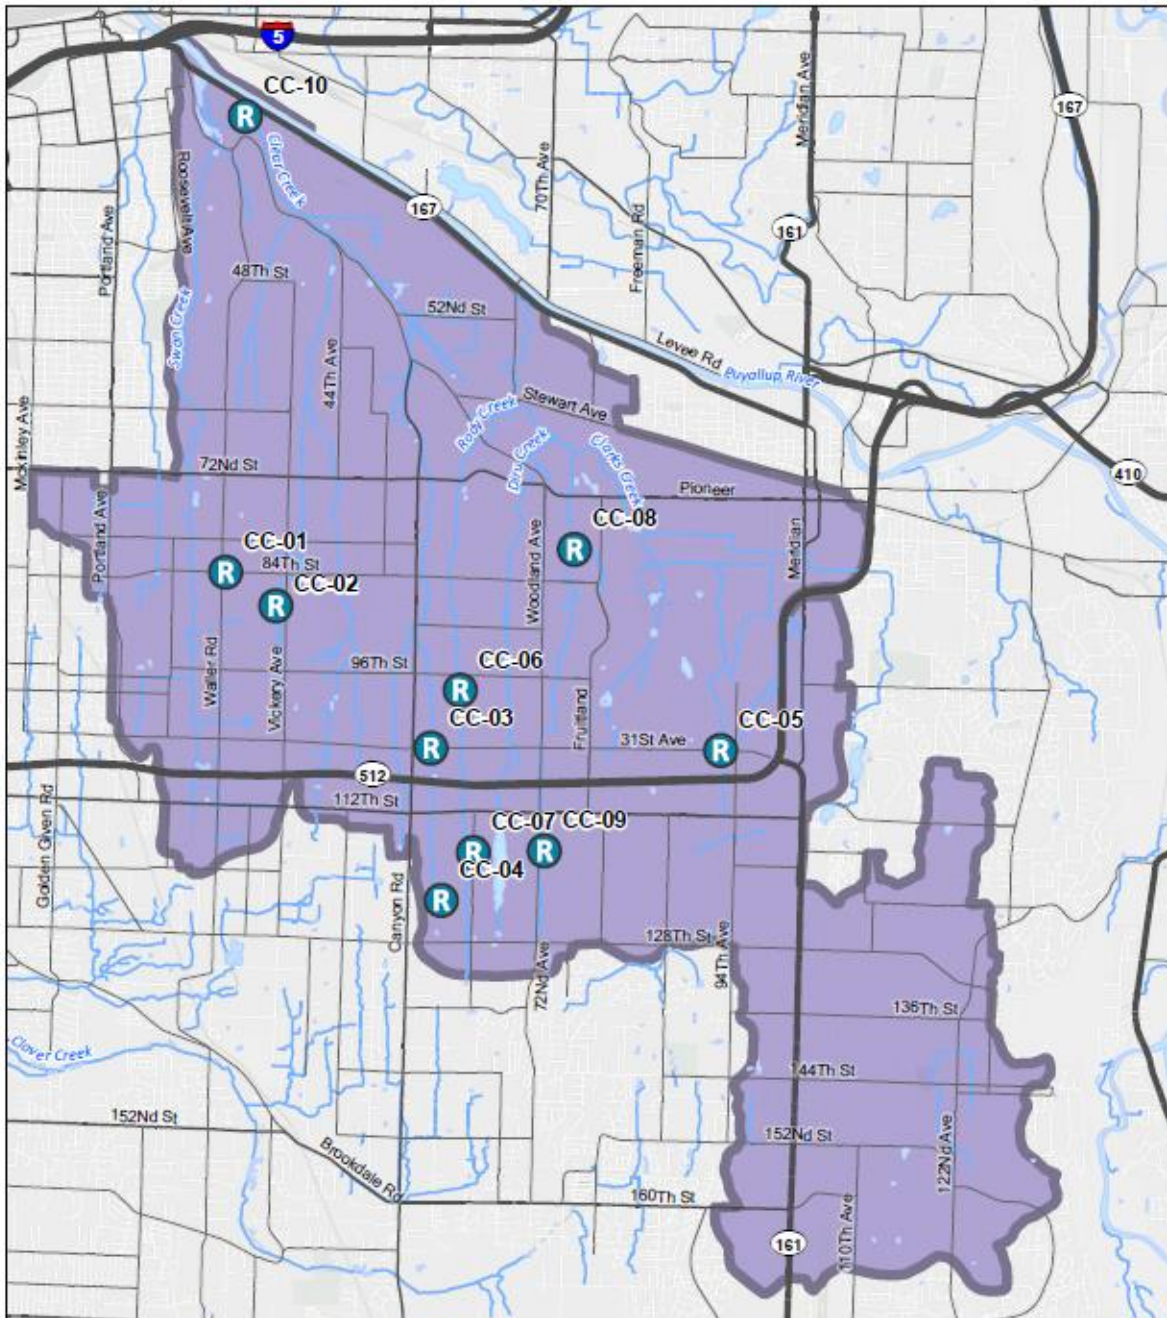 5
CC-10
167
Meridian Ave
167
Clear Creek
Roosevelt Ave
Portland Ave
70Th Ave
Freeman Rd
161
48Th St
52Nd St
Swan Creek
44Th Ave
Levee Rd
Puyallup River
Mckinley Ave
Stewart Ave
Rody Creek
Diru Creek
Clarks Creek
72Nd St
Pioneer
410
Portland Ave
CC-08
R
CC-01
R
84Th St
CC-02
R
Woodland Ave
Meridian
Waller Rd
Vickery Ave
96Th St
CC-06
R
CC-03
R
Fruitland
31St Ave
CC-05
R
512
112Th St
Golden Given Rd
CC-07
R
CC-09
R
CC-04
R
Canyon Rd
72Nd Ave
128Th St
94Th Ave
136Th St
Clover Creek
144Th St
152Nd St
152Nd St
122Nd Ave
Brookdale Rd
160Th St
110Th Ave
161
R